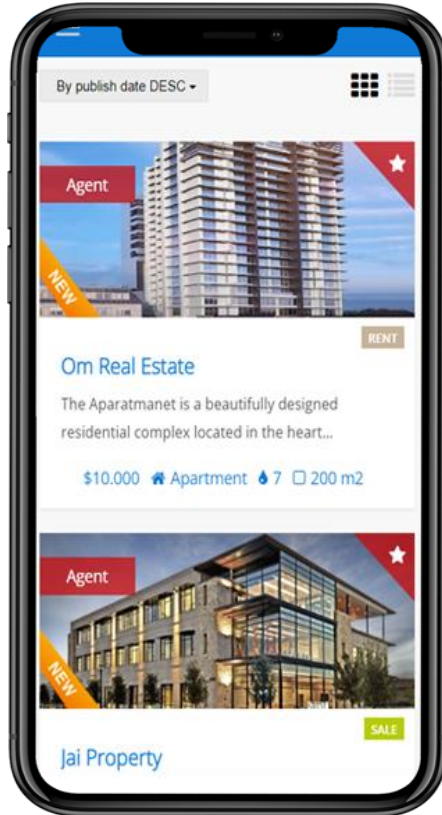 By publish date DESC
Agent
NEW
RENT
Om Real Estate
The Aparatmanet is a beautifully designed
residential complex located in the heart...
$10.000 Apartment 7 200 m2
Agent
NEW
SALE
Jai Property